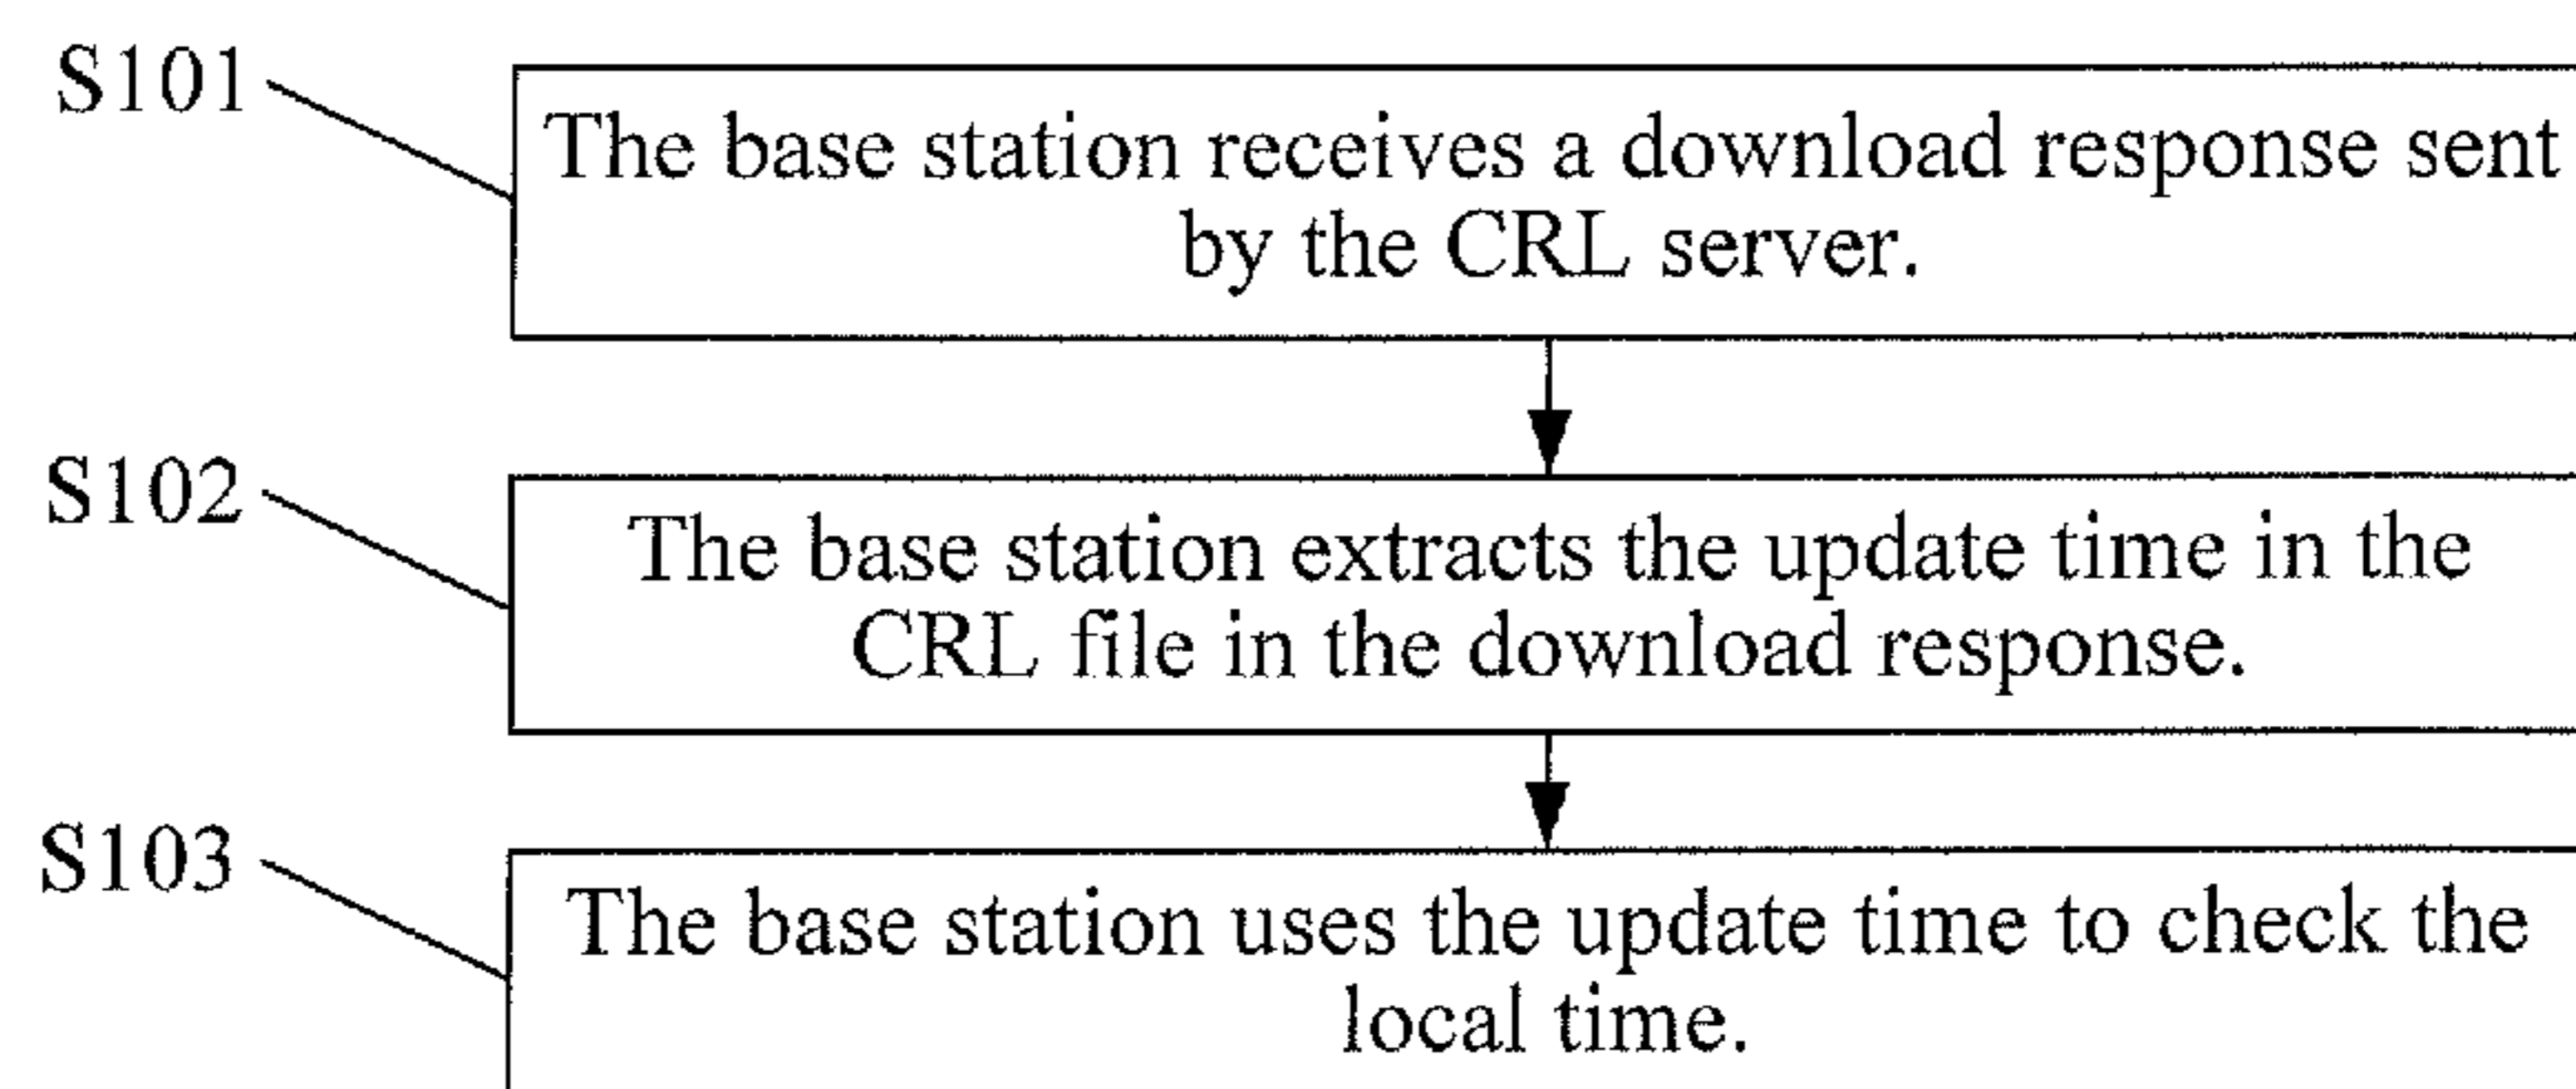 S101
The base station receives a download response sent
by the CRL server.
S102
The base station extracts the update time in the
CRL file in the download response.
S103
The base station uses the update time to check the
local time.